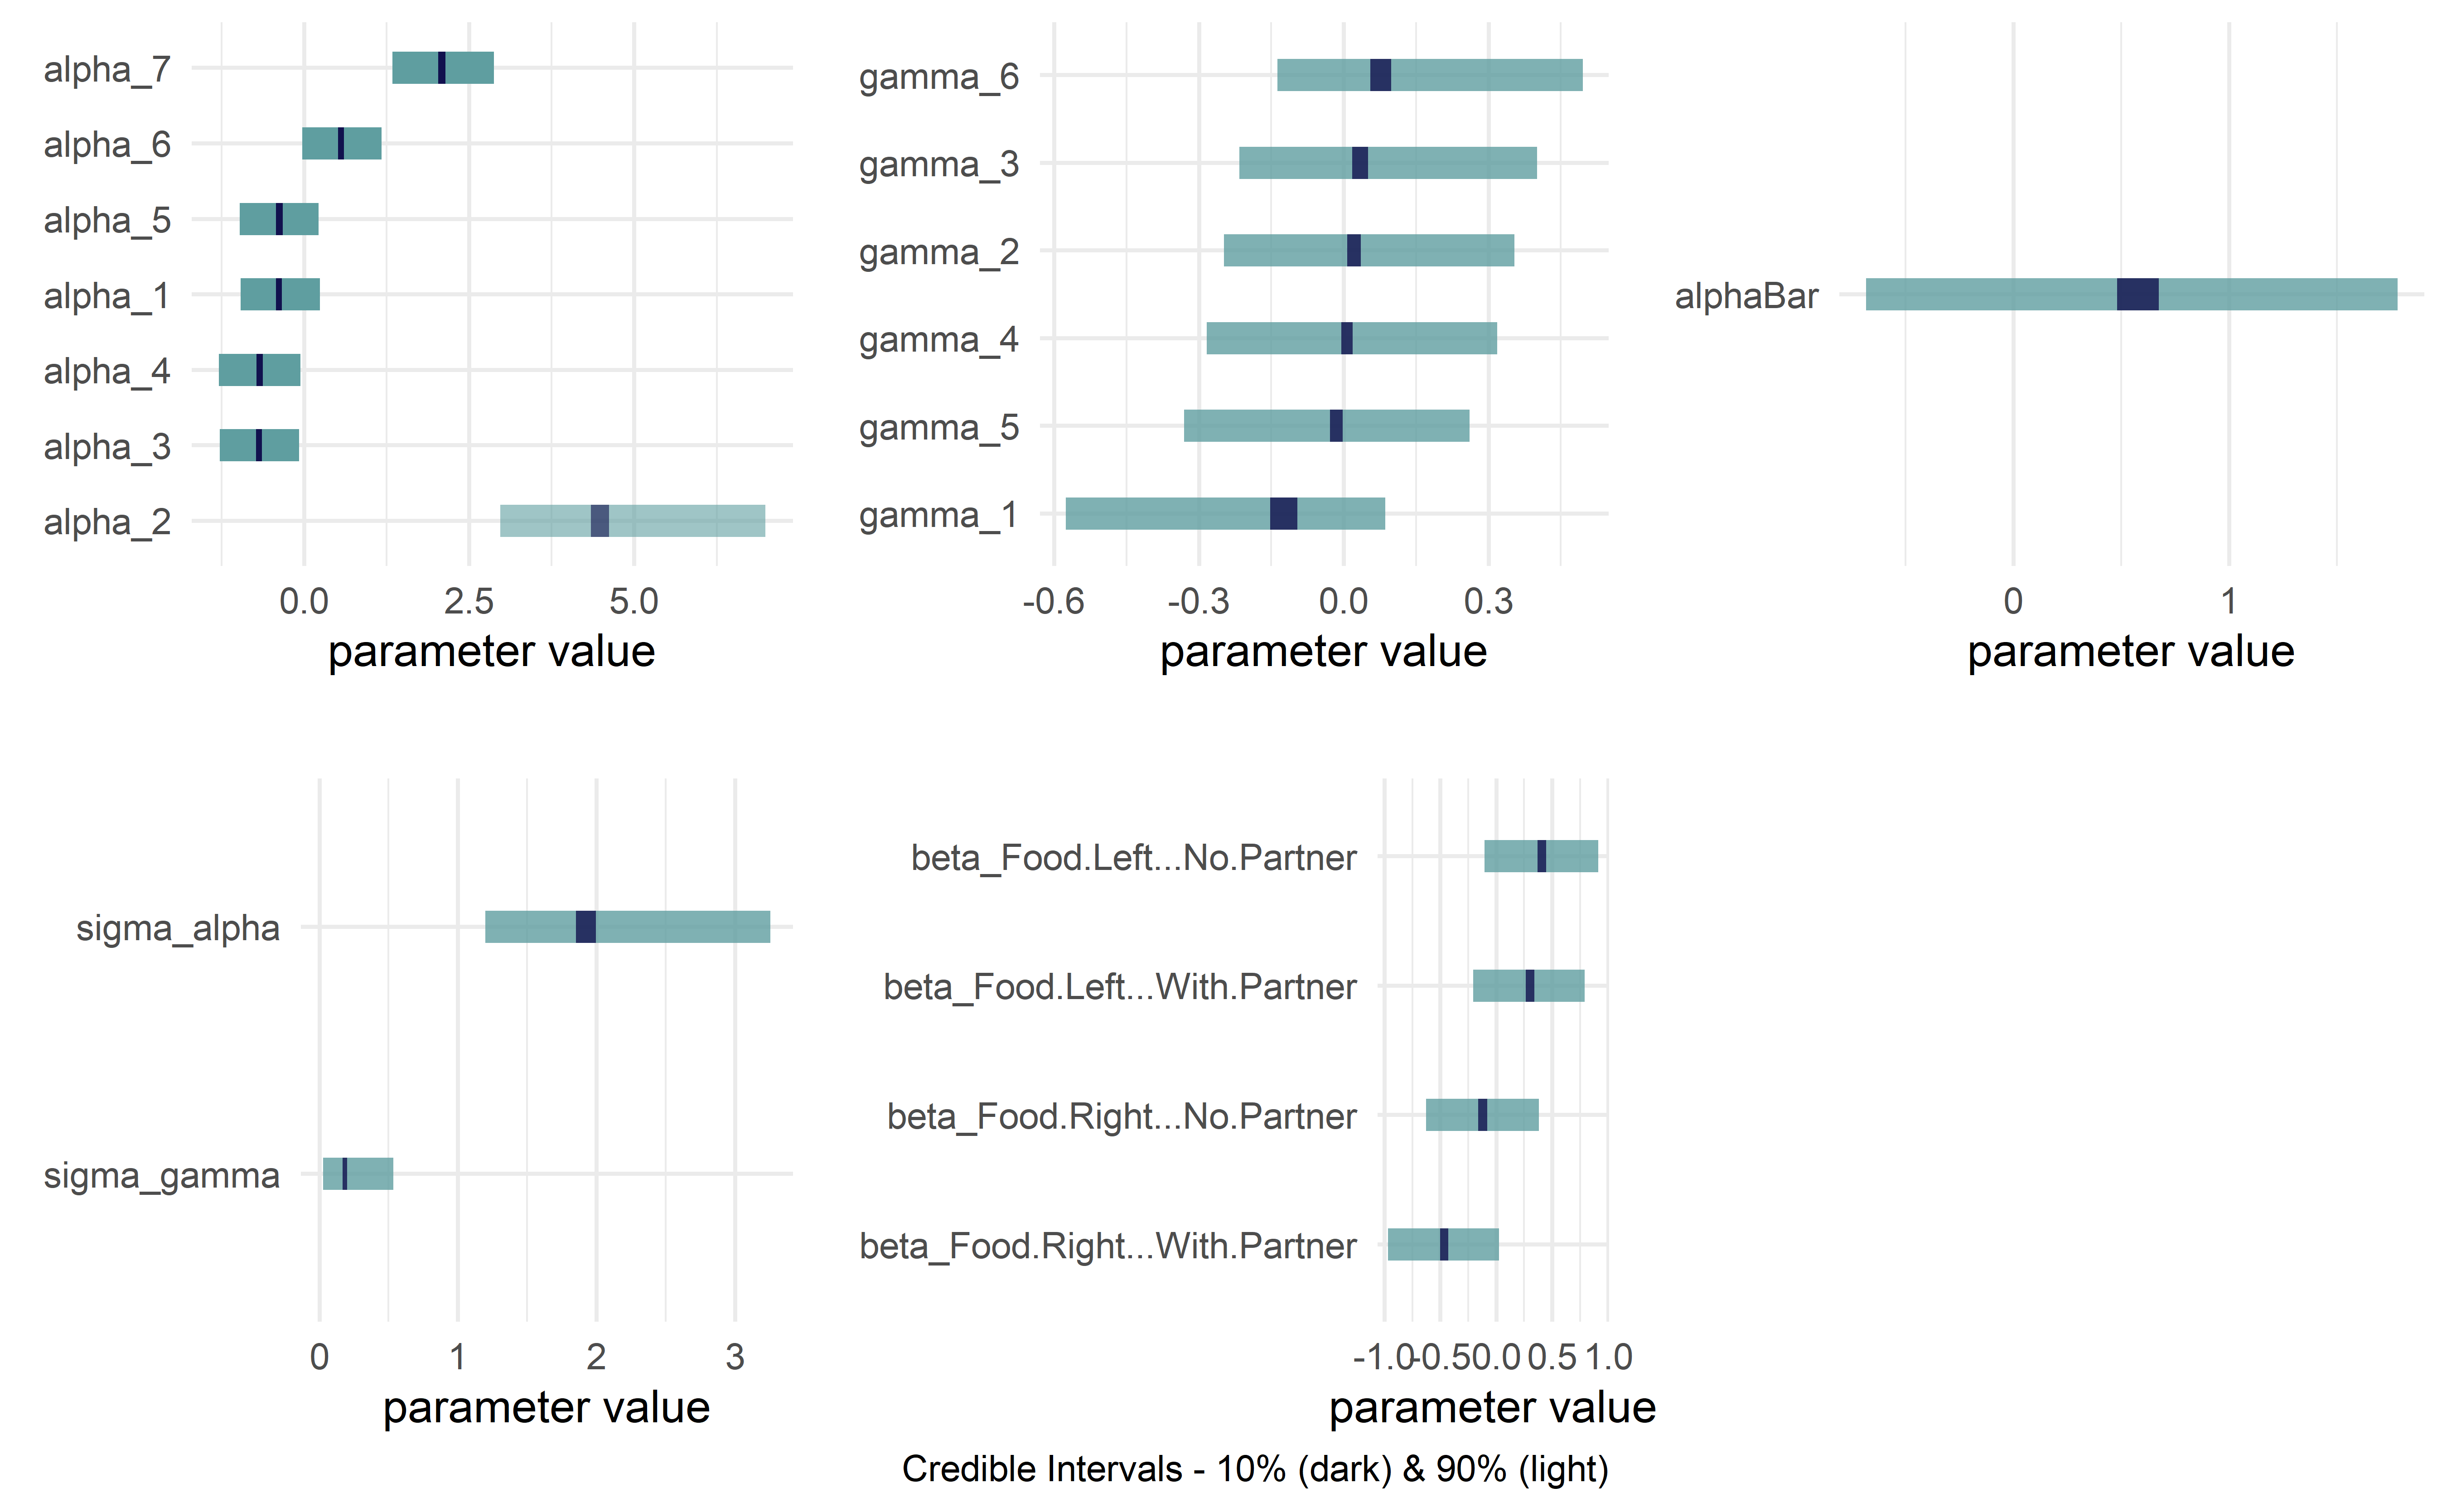 alpha_7
alpha_6
alpha_5
alpha_1
alpha_4
alpha_3
alpha_2
0.0 2.5 5.0
parameter value
gamma_6
gamma_3
gamma_2
gamma_4
gamma_5
gamma_1
-0.6 -0.3 0.0 0.3
parameter value
alphaBar
0 1
parameter value
sigma_alpha
sigma_gamma
0 1 2 3
parameter value
beta_Food.Left...No.Partner
beta_Food.Left...With.Partner
beta_Food.Right...No.Partner
beta_Food.Right...With.Partner
-1.0 -0.5 0.0 0.5 1.0
parameter value
Credible Intervals - 10% (dark) & 90% (light)